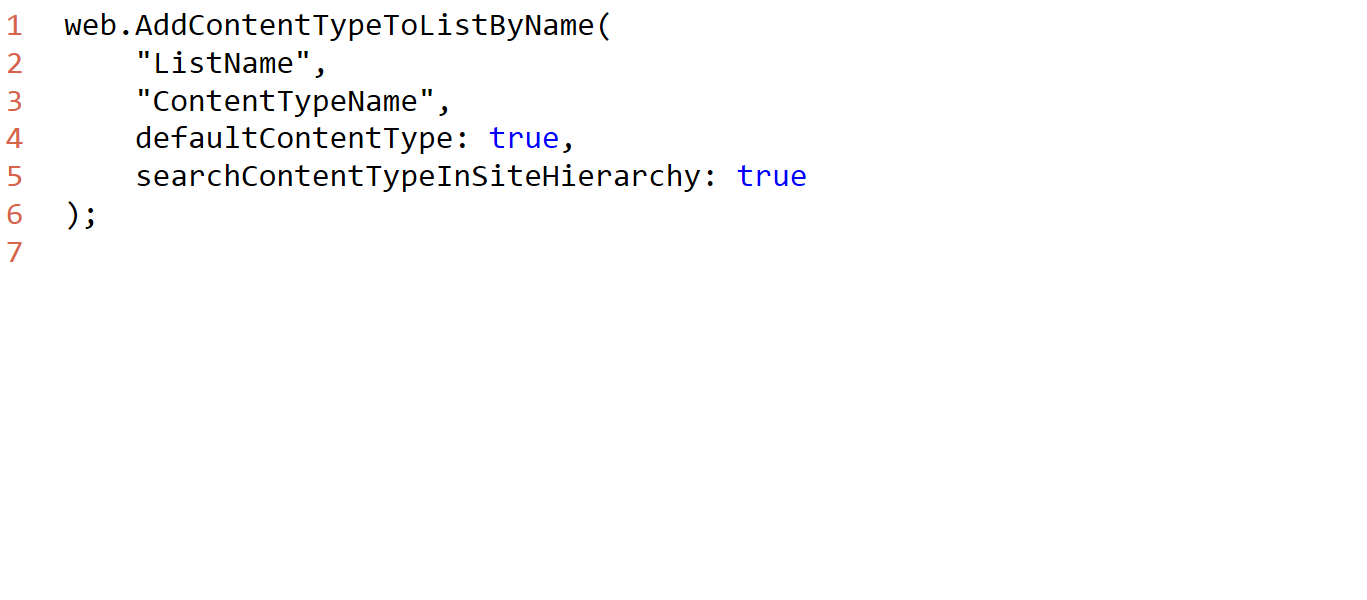 1 web.AddContentTypeToListByName(
2     "ListName",
3     "ContentTypeName",
4     defaultContentType: true,
5     searchContentTypeInSiteHierarchy: true
6 );
7